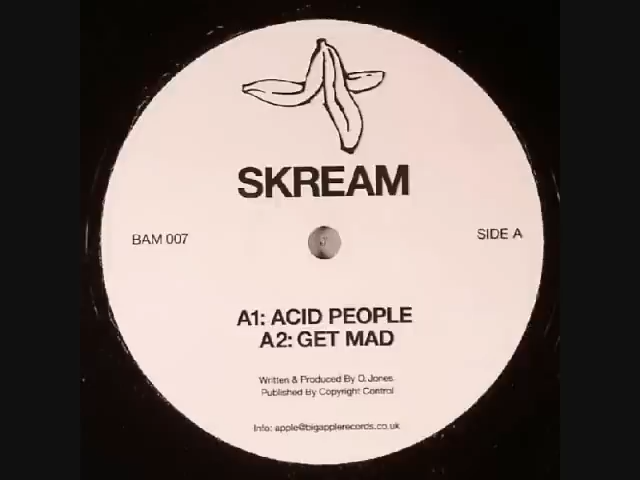 SKREAM
BAM 007
SIDE A
A1: ACID PEOPLE
A2: GET MAD
Written & Produced By O. Jones.
Published By Copyright Control
Info: apple@bigapplerecords.co.uk